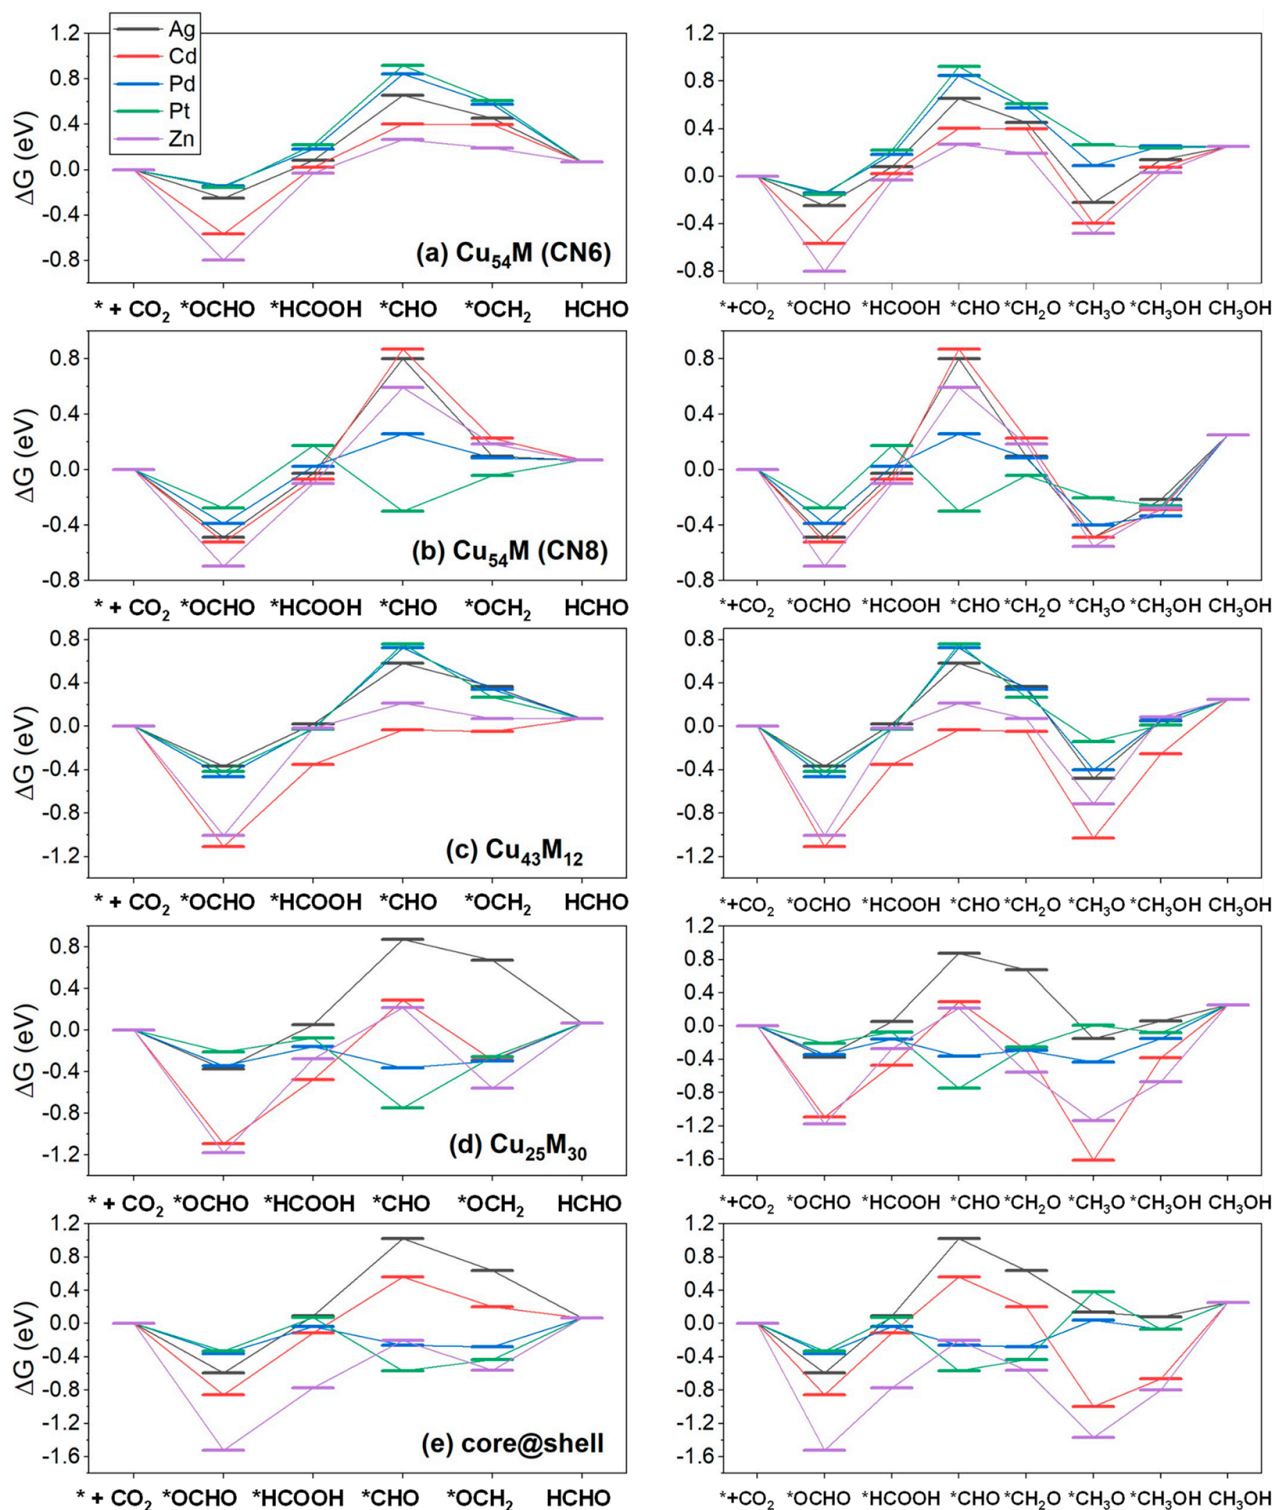 Ag
Cd
Pd
Pt
Zn
ΔG (eV)
1.2
0.8
0.4
0.0
-0.4
-0.8
(a) Cu54M (CN6)
* + CO2 *OCHO *HCOOH *CHO *OCH2 HCHO
1.2
0.8
0.4
0.0
-0.4
-0.8
*+CO2 *OCHO *HCOOH *CHO *CH2O *CH3O *CH3OH CH3OH
ΔG (eV)
0.8
0.4
0.0
-0.4
-0.8
(b) Cu54M (CN8)
* + CO2 *OCHO *HCOOH *CHO *OCH2 HCHO
0.8
0.4
0.0
-0.4
-0.8
*+CO2 *OCHO *HCOOH *CHO *CH2O *CH3O *CH3OH CH3OH
ΔG (eV)
0.8
0.4
0.0
-0.4
-0.8
-1.2
(c) Cu43M12
* + CO2 *OCHO *HCOOH *CHO *OCH2 HCHO
0.8
0.4
0.0
-0.4
-0.8
-1.2
*+CO2 *OCHO *HCOOH *CHO *CH2O *CH3O *CH3OH CH3OH
ΔG (eV)
0.8
0.4
0.0
-0.4
-0.8
-1.2
(d) Cu25M30
* + CO2 *OCHO *HCOOH *CHO *OCH2 HCHO
1.2
0.8
0.4
0.0
-0.4
-0.8
-1.2
-1.6
*+CO2 *OCHO *HCOOH *CHO *CH2O *CH3O *CH3OH CH3OH
ΔG (eV)
1.2
0.8
0.4
0.0
-0.4
-0.8
-1.2
-1.6
(e) core@shell
* + CO2 *OCHO *HCOOH *CHO *OCH2 HCHO
1.2
0.8
0.4
0.0
-0.4
-0.8
-1.2
-1.6
*+CO2 *OCHO *HCOOH *CHO *CH2O *CH3O *CH3OH CH3OH